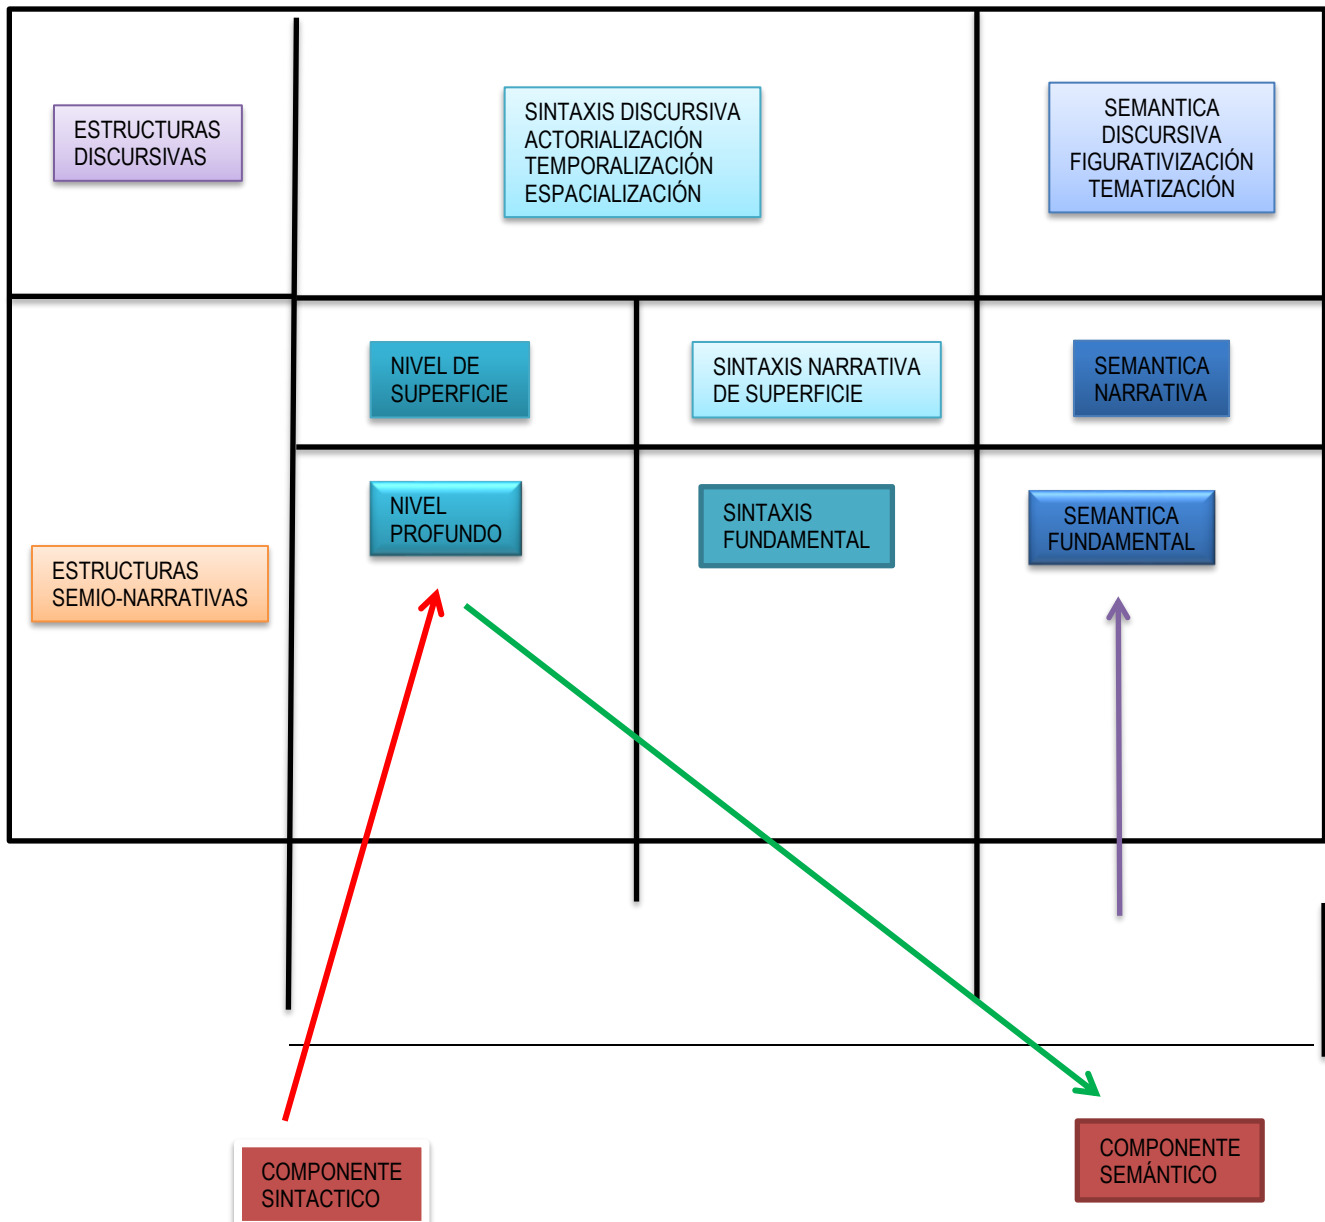 ESTRUCTURAS
DISCURSIVAS
SINTAXIS DISCURSIVA
ACTORIALIZACIÓN
TEMPORALIZACIÓN
ESPACIALIZACIÓN
SEMANTICA
DISCURSIVA
FIGURATIVIZACIÓN
TEMATIZACIÓN
NIVEL DE
SUPERFICIE
SINTAXIS NARRATIVA
DE SUPERFICIE
SEMANTICA
NARRATIVA
ESTRUCTURAS
SEMIO-NARRATIVAS
NIVEL
PROFUNDO
SINTAXIS
FUNDAMENTAL
SEMANTICA
FUNDAMENTAL
COMPONENTE
SINTACTICO
COMPONENTE
SEMÁNTICO